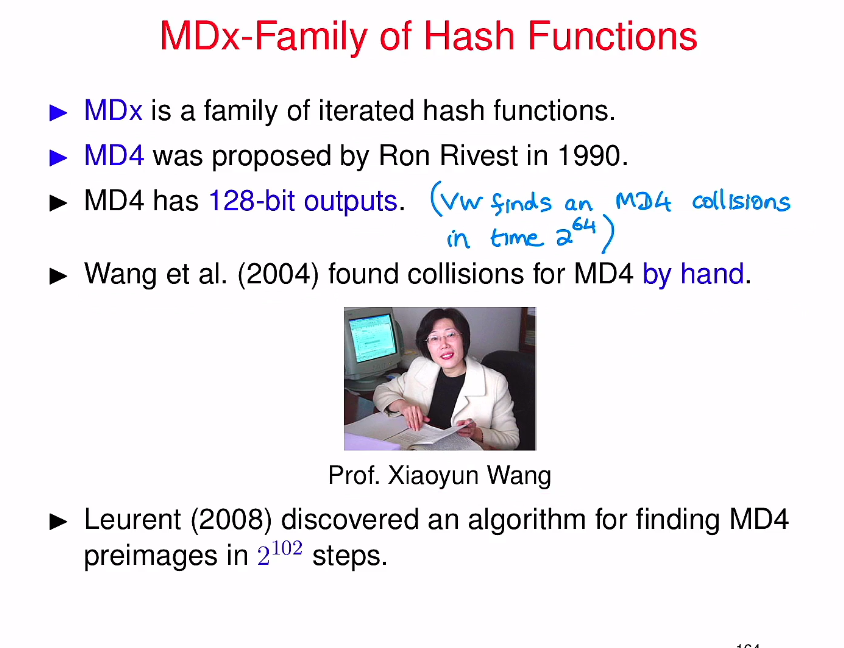 MDx-Family of Hash Functions
MDx is a family of iterated hash functions.
MD4 was proposed by Ron Rivest in 1990.
MD4 has 128-bit outputs. (VW finds an MD4 collisions
in time 2^64)
Wang et al. (2004) found collisions for MD4 by hand.
Prof. Xiaoyun Wang
Leurent (2008) discovered an algorithm for finding MD4
preimages in 2^102 steps.